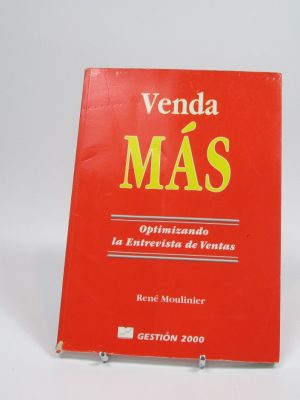 Venda
MÁS
Optimizando
la Entrevista de Ventas
René Moulinier
GESTIÓN 2000